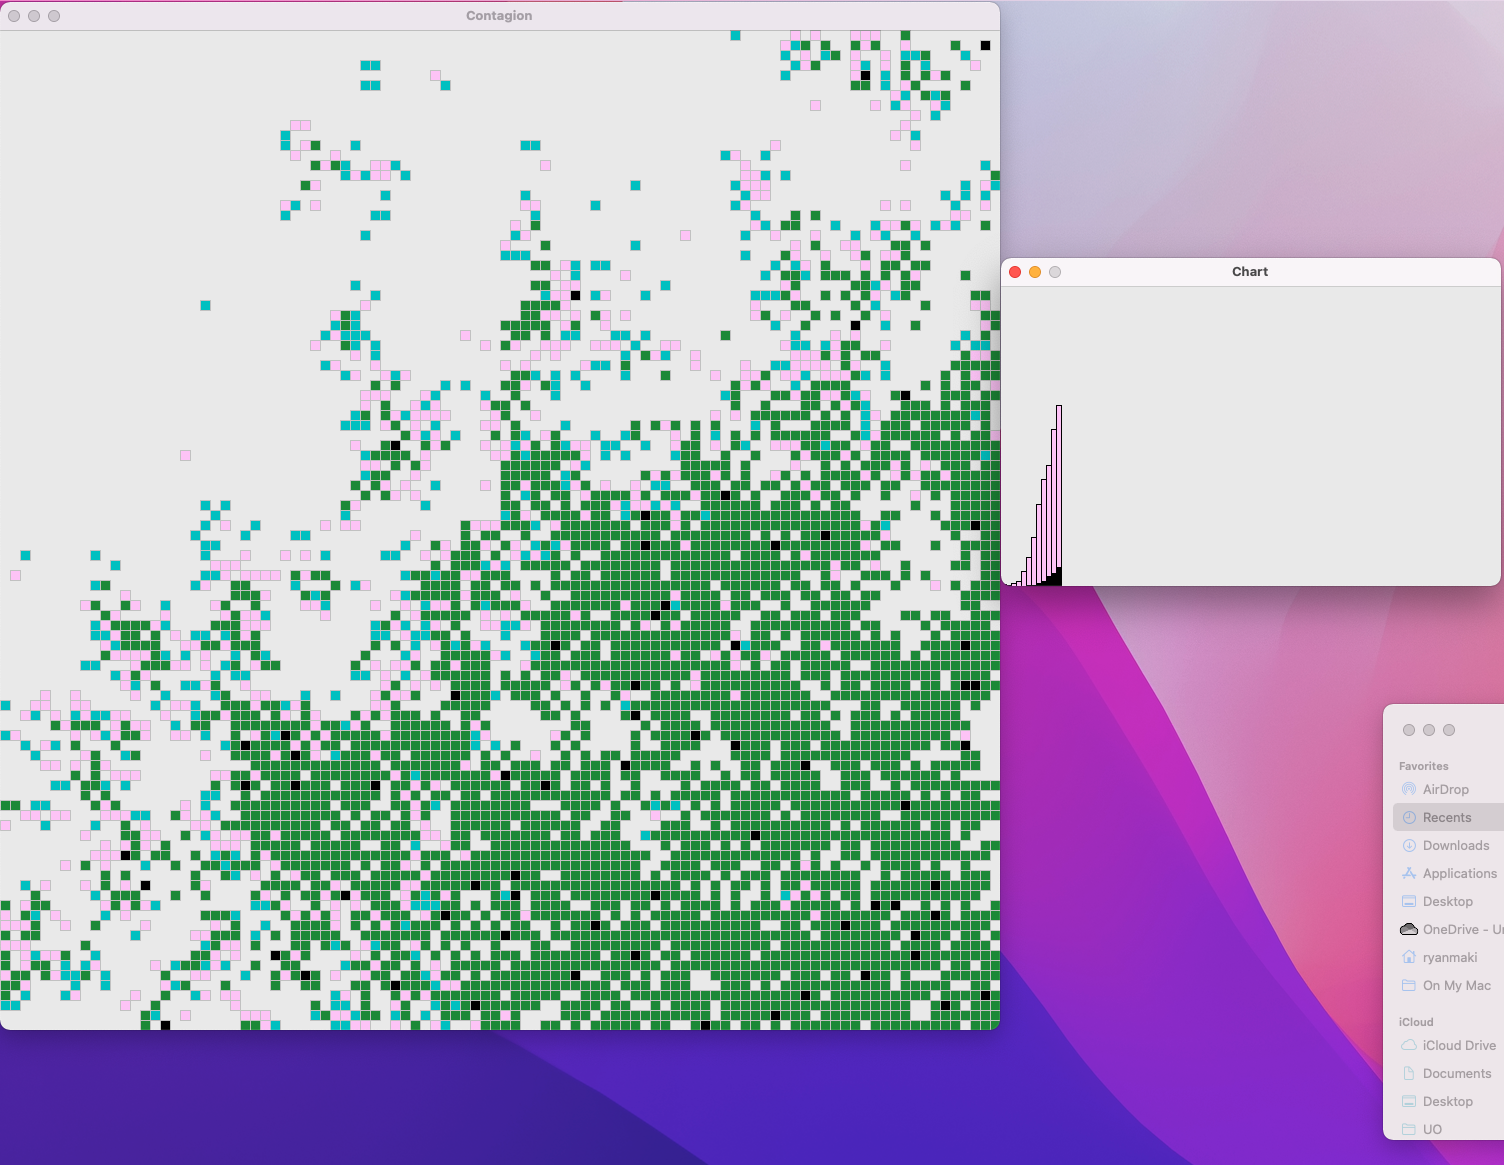 Contagion
Chart
Favorites
AirDrop
Recents
Downloads
Applications
Desktop
OneDrive - Un
ryanmaki
On My Mac
iCloud
iCloud Drive
Documents
Desktop
UO